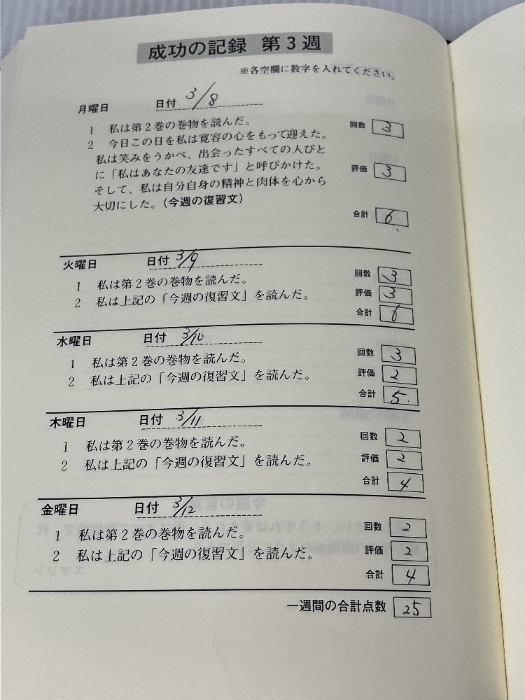 成功の記録 第3週
※各空欄に数字を入れてください。
月曜日 日付 3/8
1 私は第2巻の巻物を読んだ。 回数 3
2 今日この日を私は寛容の心をもって迎えた。
私は笑みをうかべ、出会ったすべての人びと
に「私はあなたの友達です」と呼びかけた。 評価 3
そして、私は自分自身の精神と肉体を心から
大切にした。(今週の復習文) 合計 6
火曜日 日付 3/9
1 私は第2巻の巻物を読んだ。 回数 3
2 私は上記の「今週の復習文」を読んだ。 評価 3
合計 6
水曜日 日付 3/10
1 私は第2巻の巻物を読んだ。 回数 3
2 私は上記の「今週の復習文」を読んだ。 評価 2
合計 5.
木曜日 日付 3/11
1 私は第2巻の巻物を読んだ。 回数 2
2 私は上記の「今週の復習文」を読んだ。 評価 2
合計 4
金曜日 日付 3/12
1 私は第2巻の巻物を読んだ。 回数 2
2 私は上記の「今週の復習文」を読んだ。 評価 2
合計 4
一週間の合計点数 25